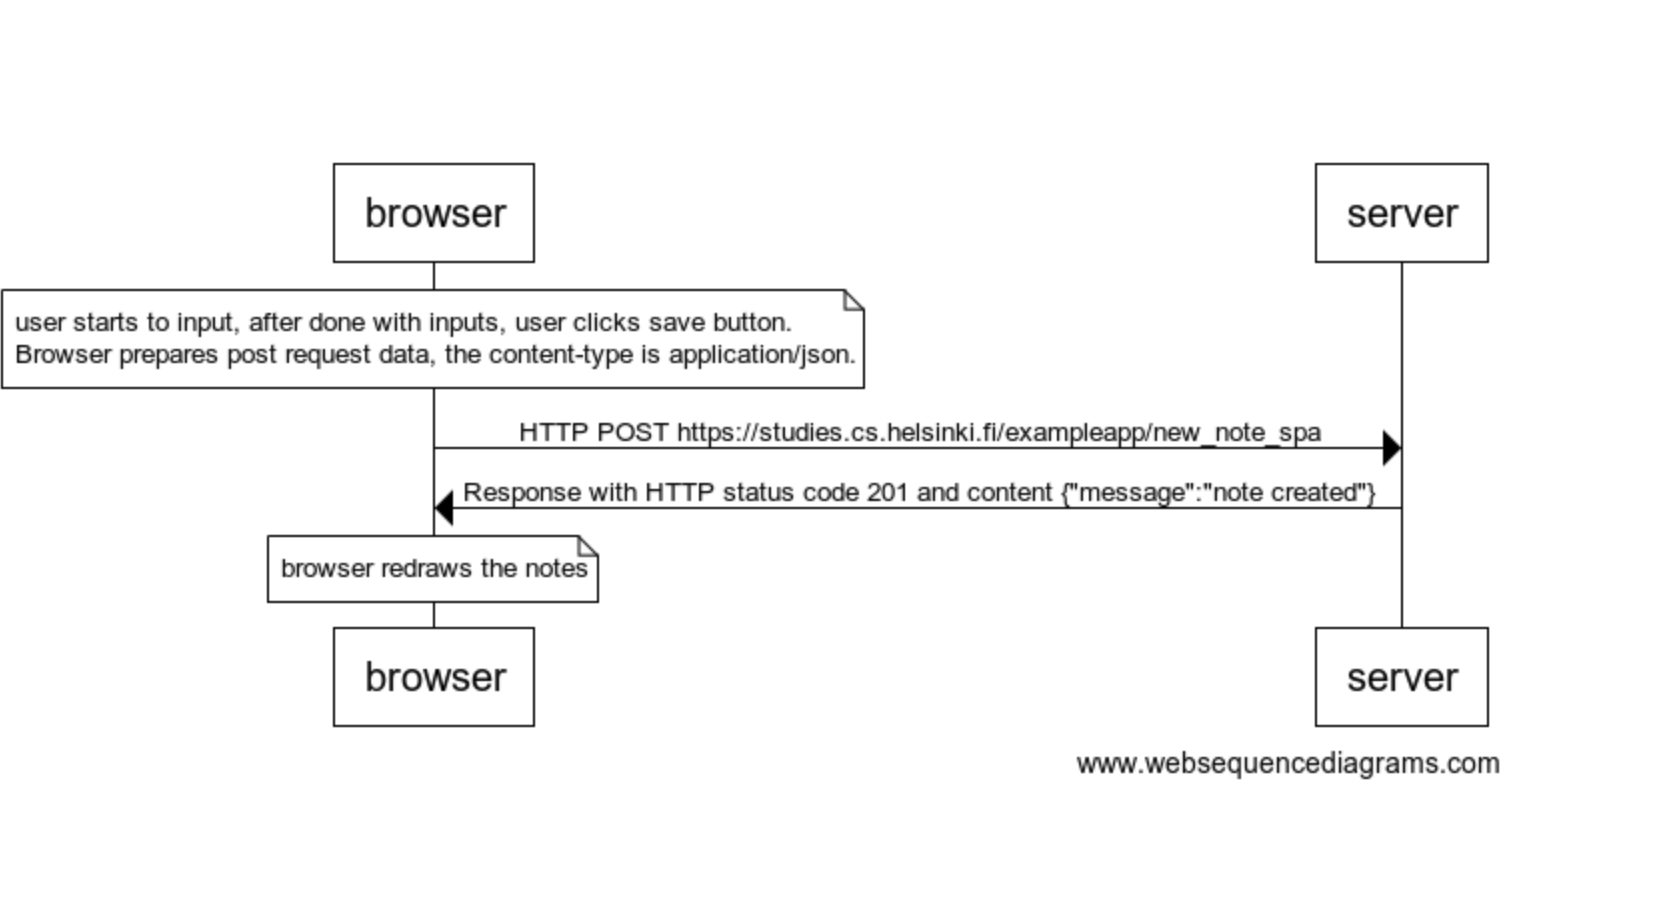 browser
server
user starts to input, after done with inputs, user clicks save button.
Browser prepares post request data, the content-type is application/json.
HTTP POST https://studies.cs.helsinki.fi/exampleapp/new_note_spa
Response with HTTP status code 201 and content {"message":"note created"}
browser redraws the notes
browser
server
www.websequencediagrams.com